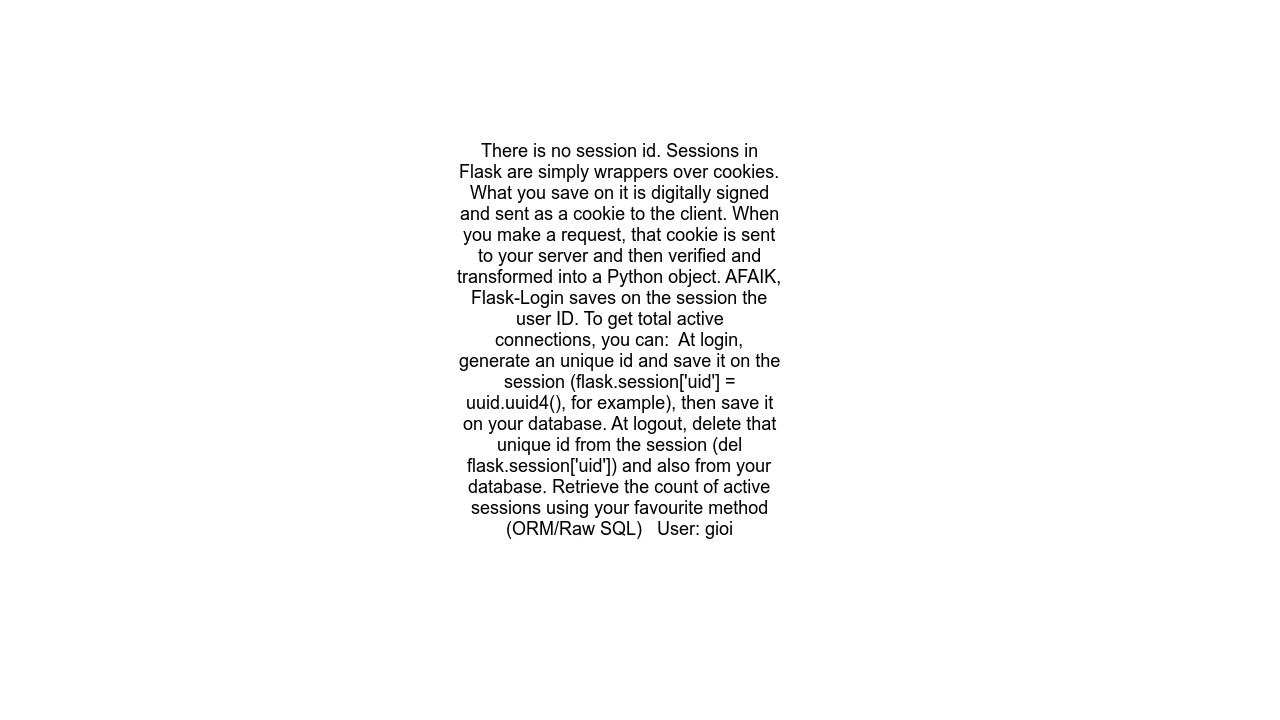 There is no session id. Sessions in
Flask are simply wrappers over cookies.
What you save on it is digitally signed
and sent as a cookie to the client. When
you make a request, that cookie is sent
to your server and then verified and
transformed into a Python object. AFAIK,
Flask-Login saves on the session the
user ID. To get total active
connections, you can:  At login,
generate an unique id and save it on the
session (flask.session['uid'] =
uuid.uuid4(), for example), then save it
on your database. At logout, delete that
unique id from the session (del
flask.session['uid']) and also from your
database. Retrieve the count of active
sessions using your favourite method
(ORM/Raw SQL)   User: gioi